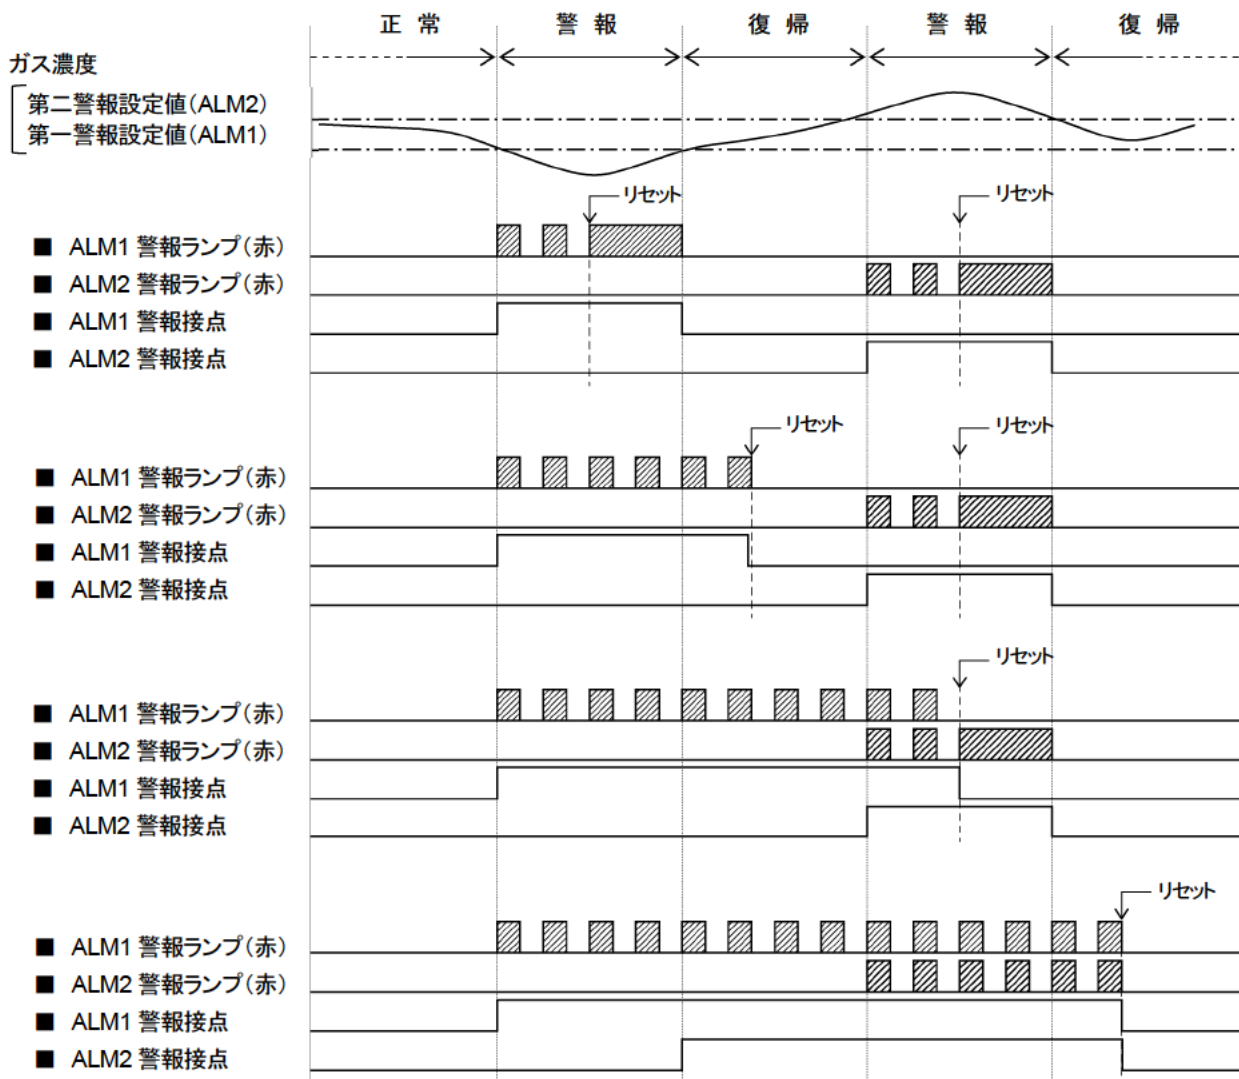 正 常
警 報
復 帰
警 報
復 帰
ガス濃度
第二警報設定値(ALM2)
第一警報設定値(ALM1)
リセット
リセット
■ ALM1 警報ランプ(赤)
■ ALM2 警報ランプ(赤)
■ ALM1 警報接点
■ ALM2 警報接点
リセット
リセット
■ ALM1 警報ランプ(赤)
■ ALM2 警報ランプ(赤)
■ ALM1 警報接点
■ ALM2 警報接点
リセット
■ ALM1 警報ランプ(赤)
■ ALM2 警報ランプ(赤)
■ ALM1 警報接点
■ ALM2 警報接点
リセット
■ ALM1 警報ランプ(赤)
■ ALM2 警報ランプ(赤)
■ ALM1 警報接点
■ ALM2 警報接点